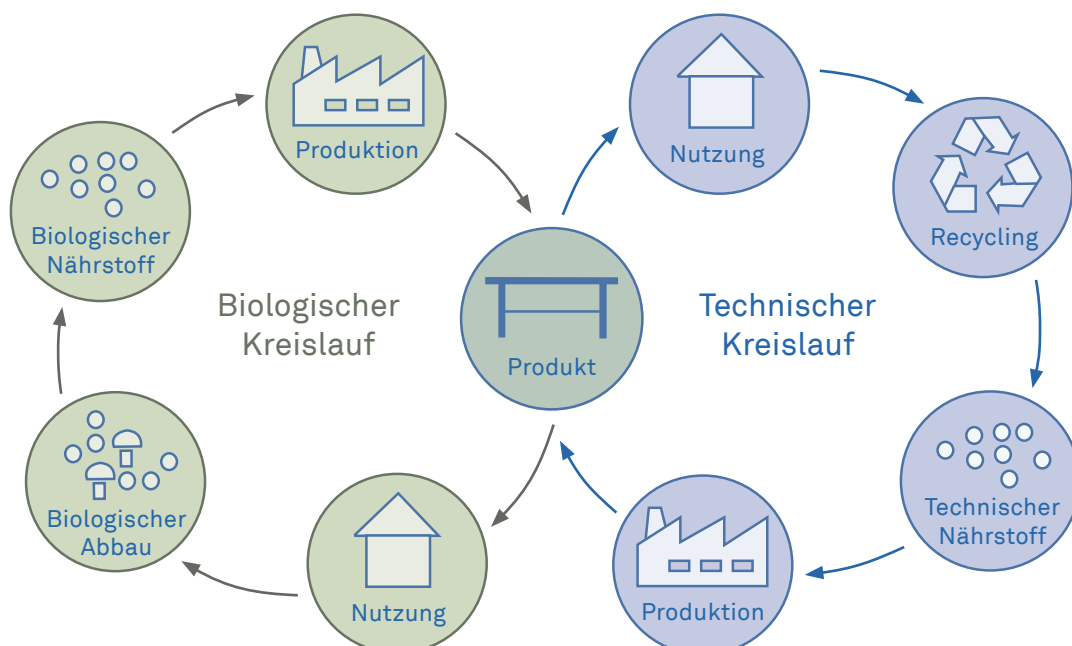 Produktion
Nutzung
Biologischer
Nährstoff
Recycling
Biologischer
Kreislauf
Technischer
Kreislauf
Produkt
Biologischer
Abbau
Technischer
Nährstoff
Nutzung
Produktion